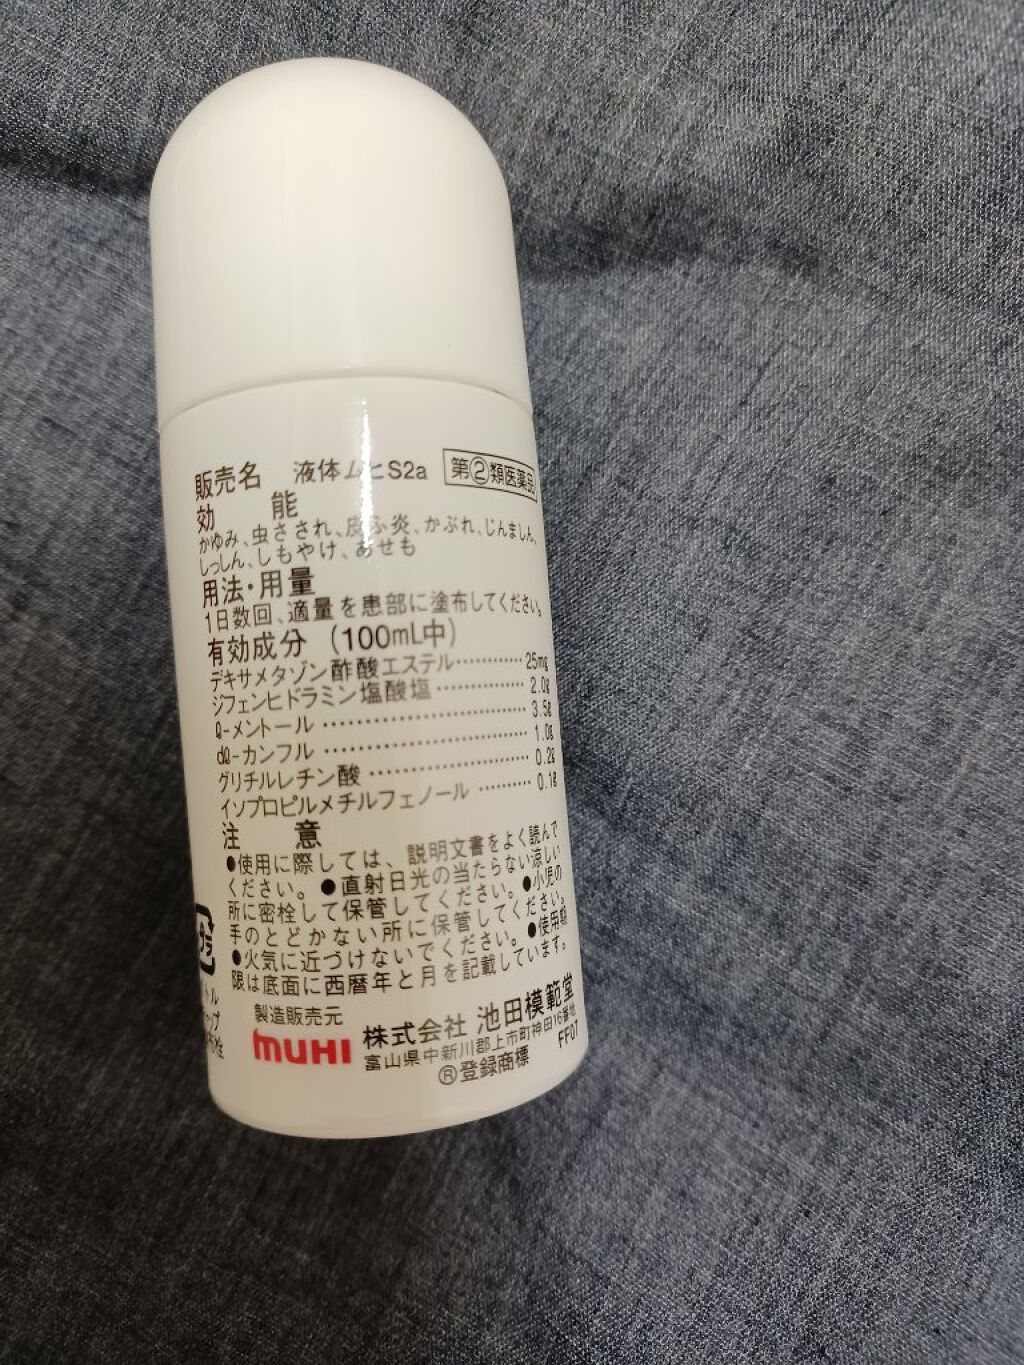 販売名 液体ムヒS2a 第②類医薬品
効 能
かゆみ、虫さされ、皮ふ炎、かぶれ、じんましん、
しっしん、しもやけ、あせも
用法・用量
1日数回、適量を患部に塗布してください。
有効成分 (100mL中)
デキサメタゾン酢酸エステル………… 25mg
ジフェンヒドラミン塩酸塩…………… 2.0g
ℓ-メントール……………………………… 3.5g
dℓ-カンフル……………………………… 1.0g
グリチルレチン酸………………………… 0.2g
イソプロピルメチルフェノール ……… 0.1g
注 意
●使用に際しては、説明文書をよく読んで
ください。●直射日光の当たらない涼しい
所に密栓して保管してください。●小児の
手のとどかない所に保管してください。
●火気に近づけないでください。●使用期
限は底面に西暦年と月を記載しています。
プラ
製造販売元
MUHI 株式会社 池田模範堂
富山県中新川郡上市町神田16番地
®登録商標 FF07